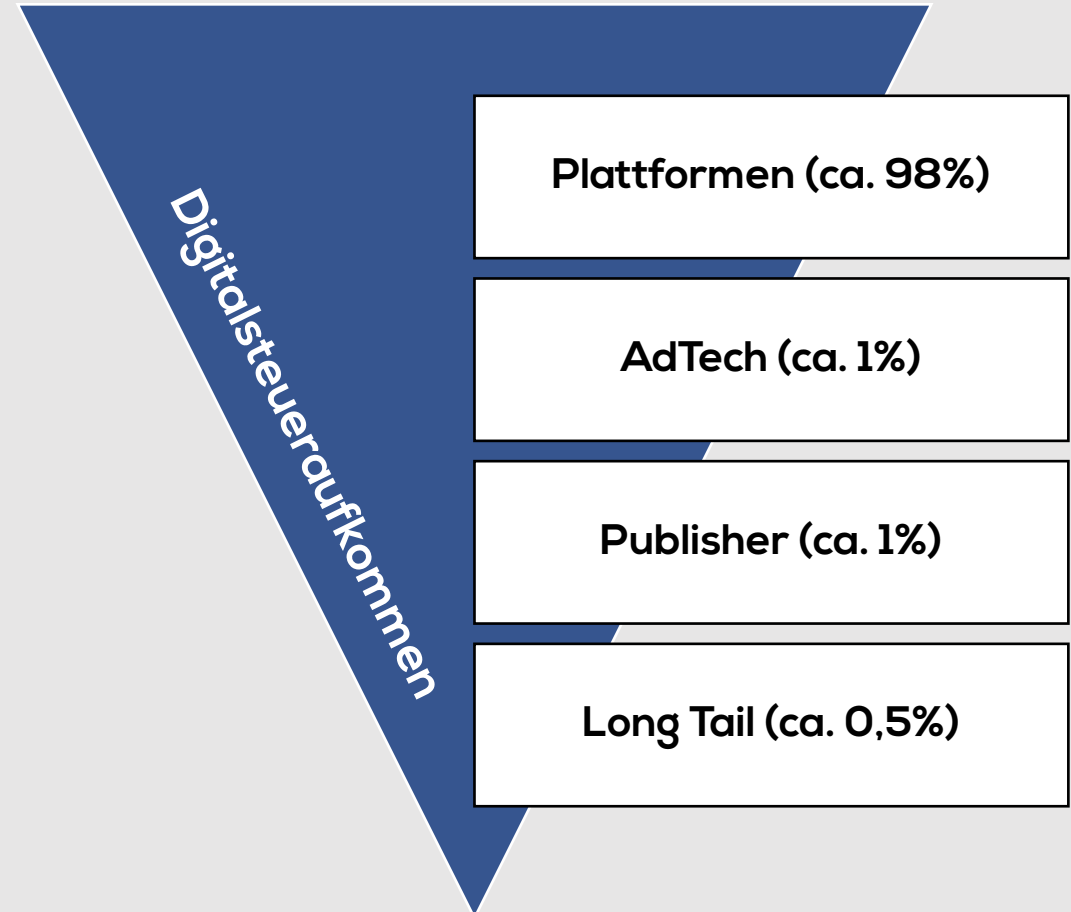 Digitalsteueraufkommen
Plattformen (ca. 98%)
AdTech (ca. 1%)
Publisher (ca. 1%)
Long Tail (ca. 0,5%)